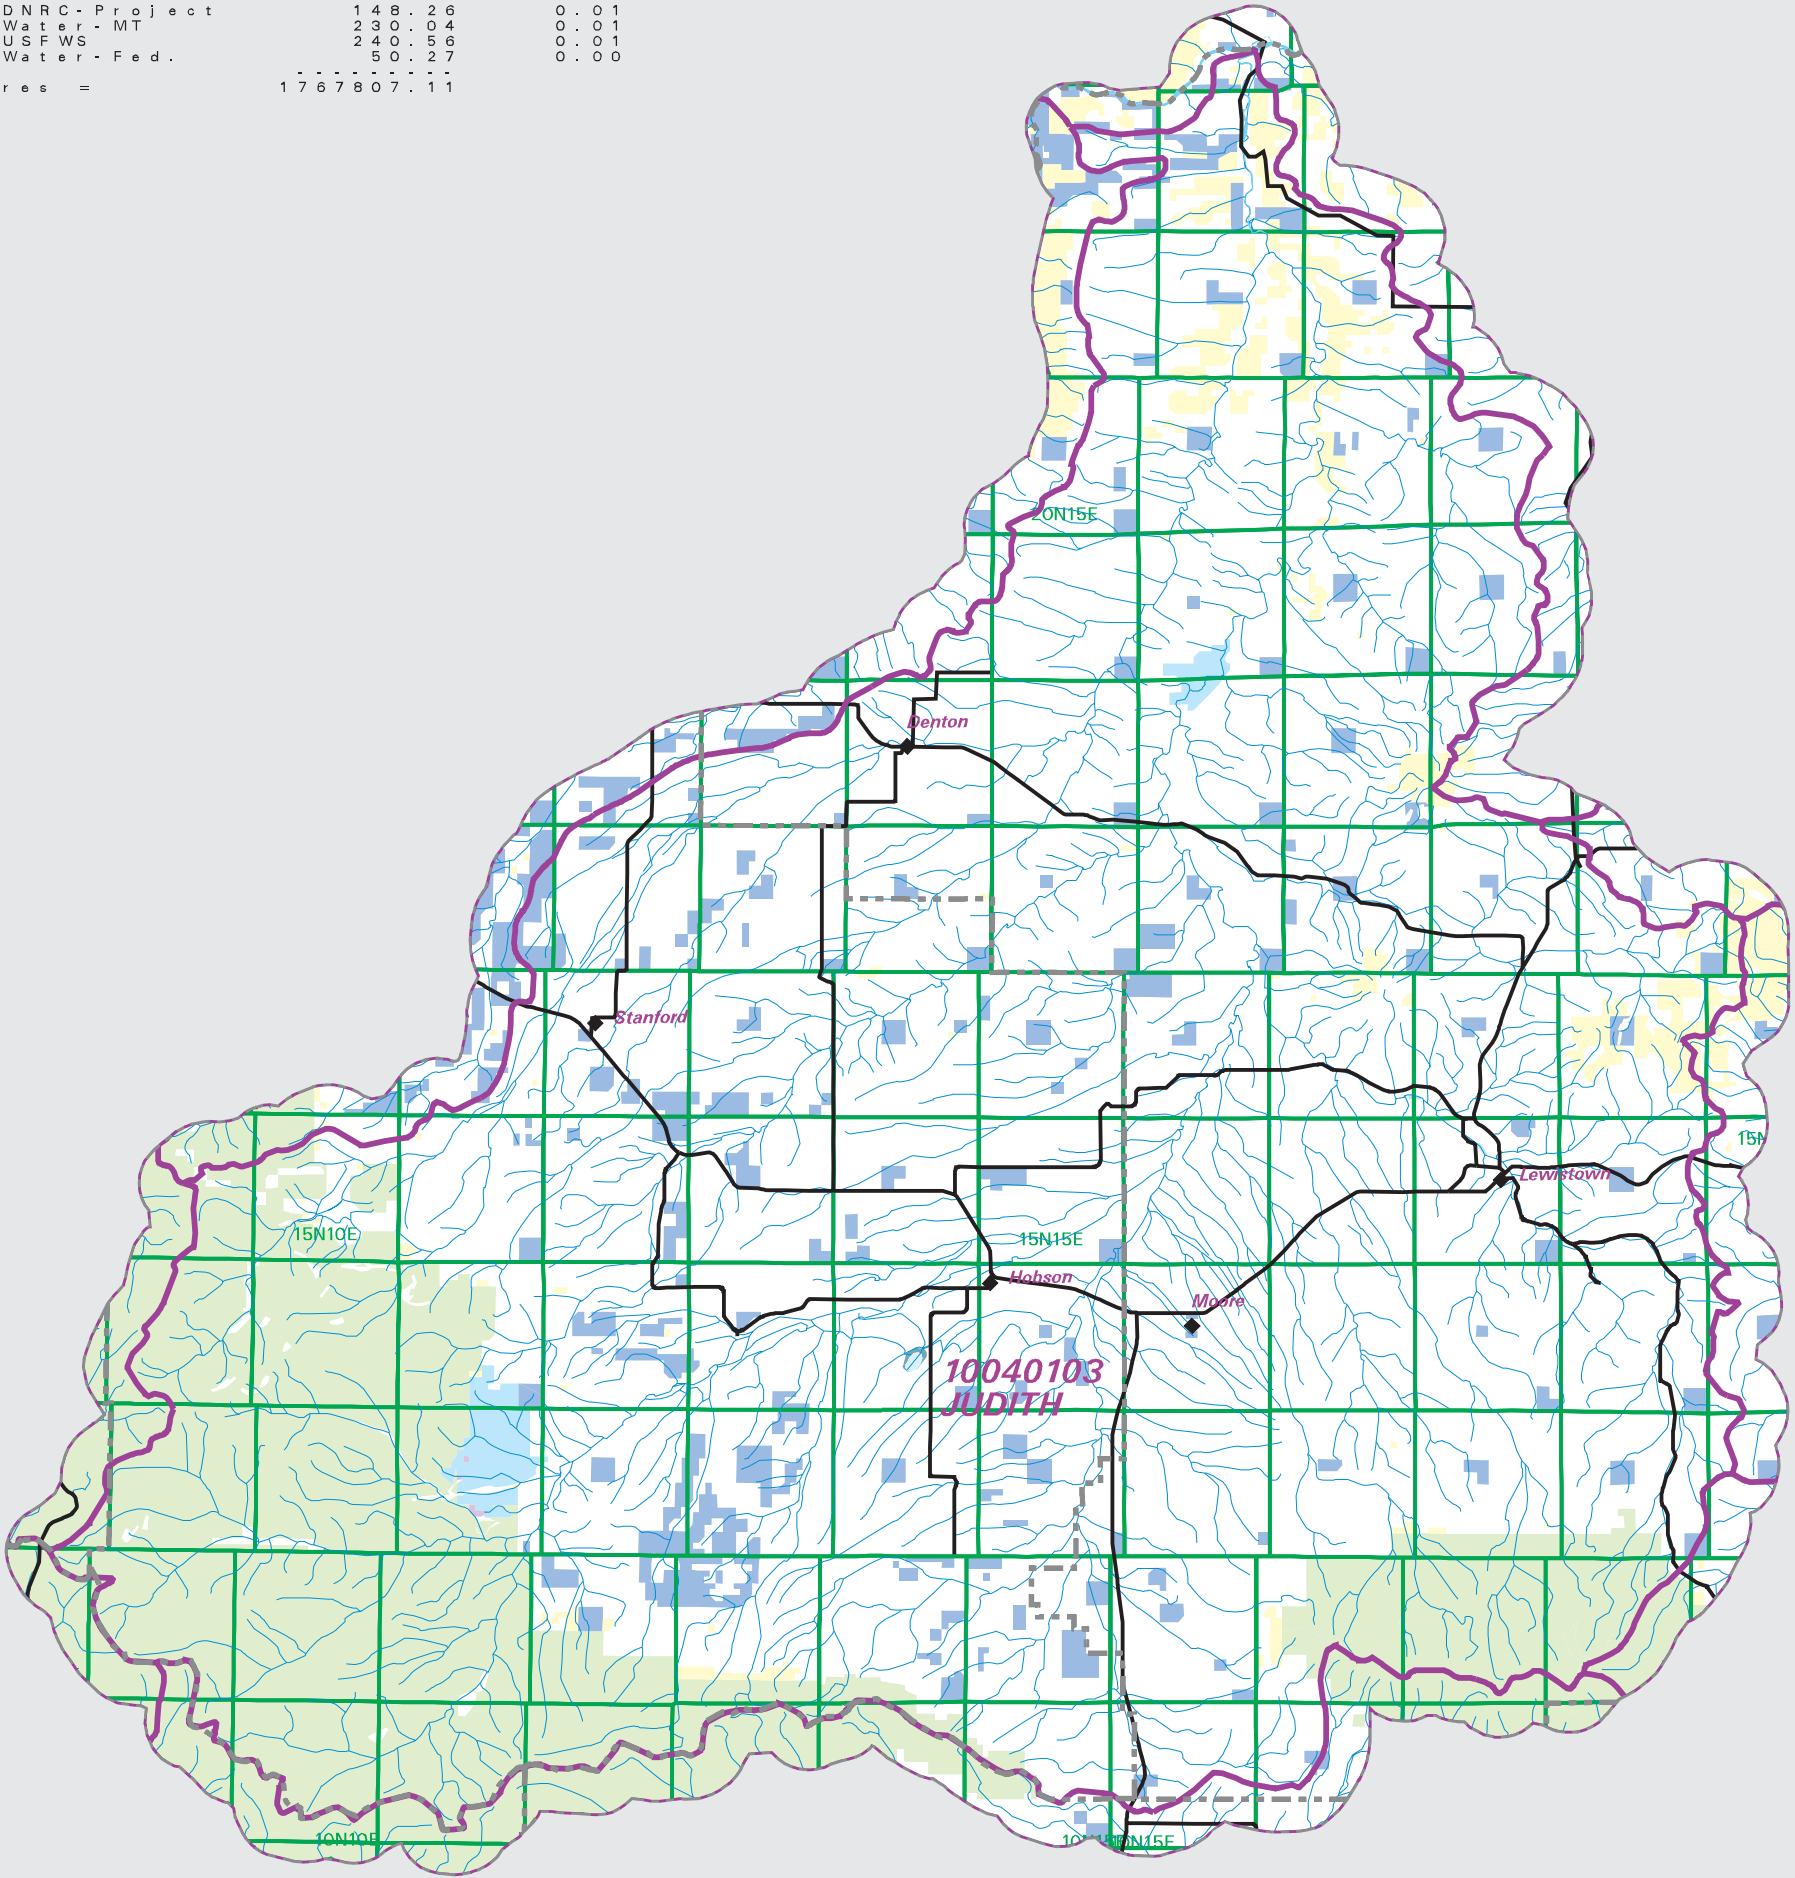 DNRC-Project 148.26 0.01
Water-MT 230.04 0.01
USFWS 240.56 0.01
Water-Fed. 50.27 0.00
---------
res = 1767807.11
20N15E
Denton
Stanford
15N
Lewistown
15N10E
15N15E
Hobson
Moore
10040103
JUDITH
10N10E